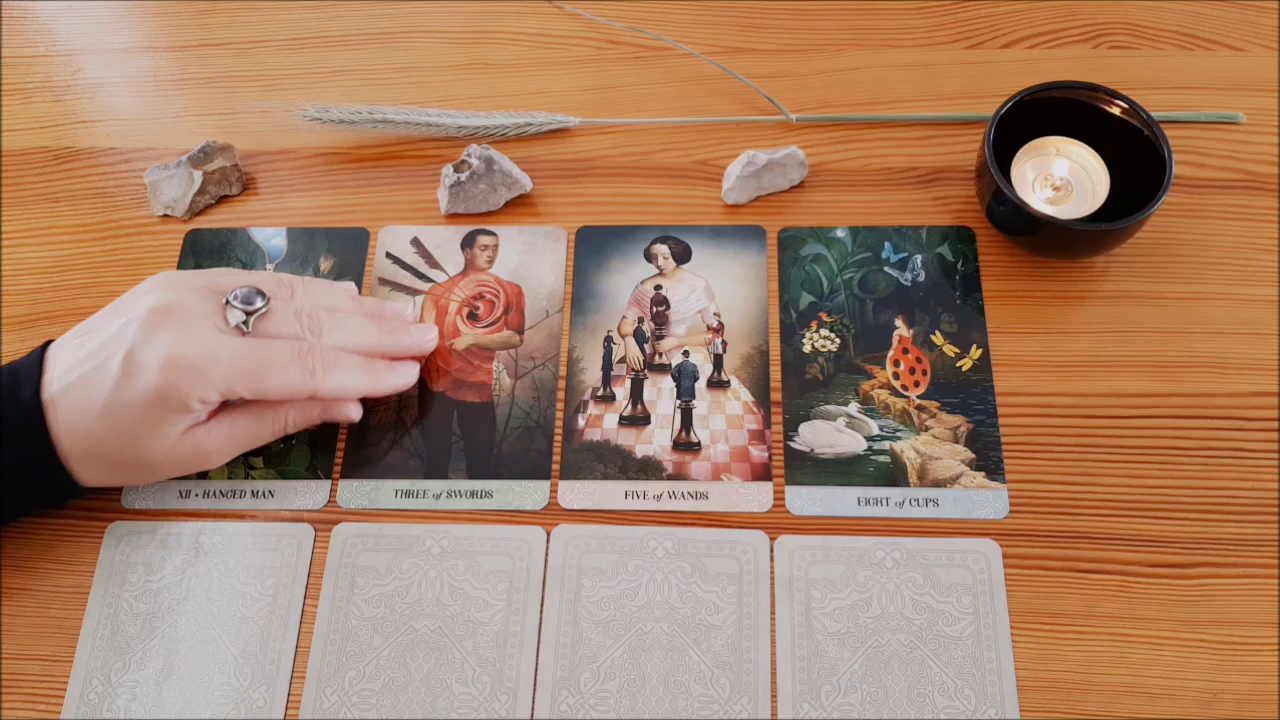 XII • HANGED MAN
THREE of SWORDS
FIVE of WANDS
EIGHT of CUPS